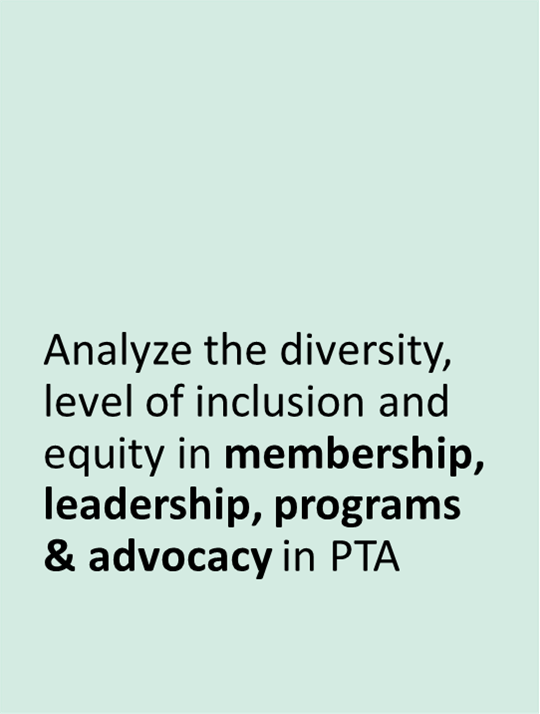 Analyze the diversity,
level of inclusion and
equity in membership,
leadership, programs
& advocacy in PTA